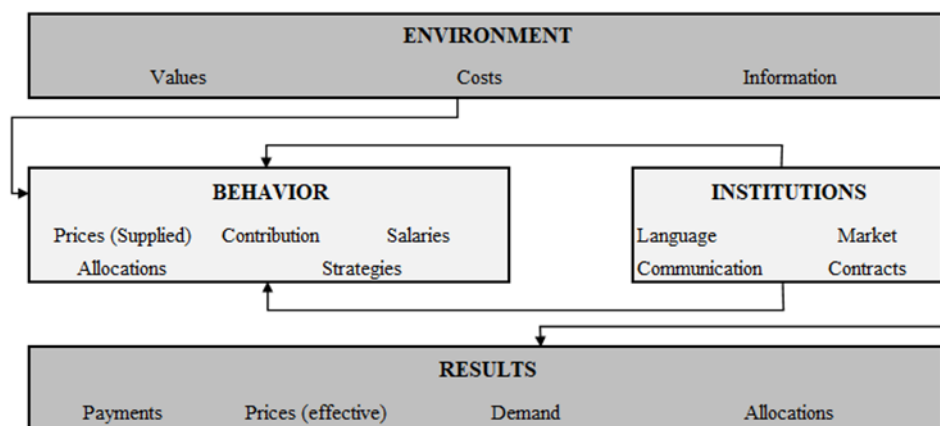 ENVIRONMENT
Values Costs Information
BEHAVIOR
Prices (Supplied) Contribution Salaries
Allocations Strategies
INSTITUTIONS
Language Market
Communication Contracts
RESULTS
Payments Prices (effective) Demand Allocations